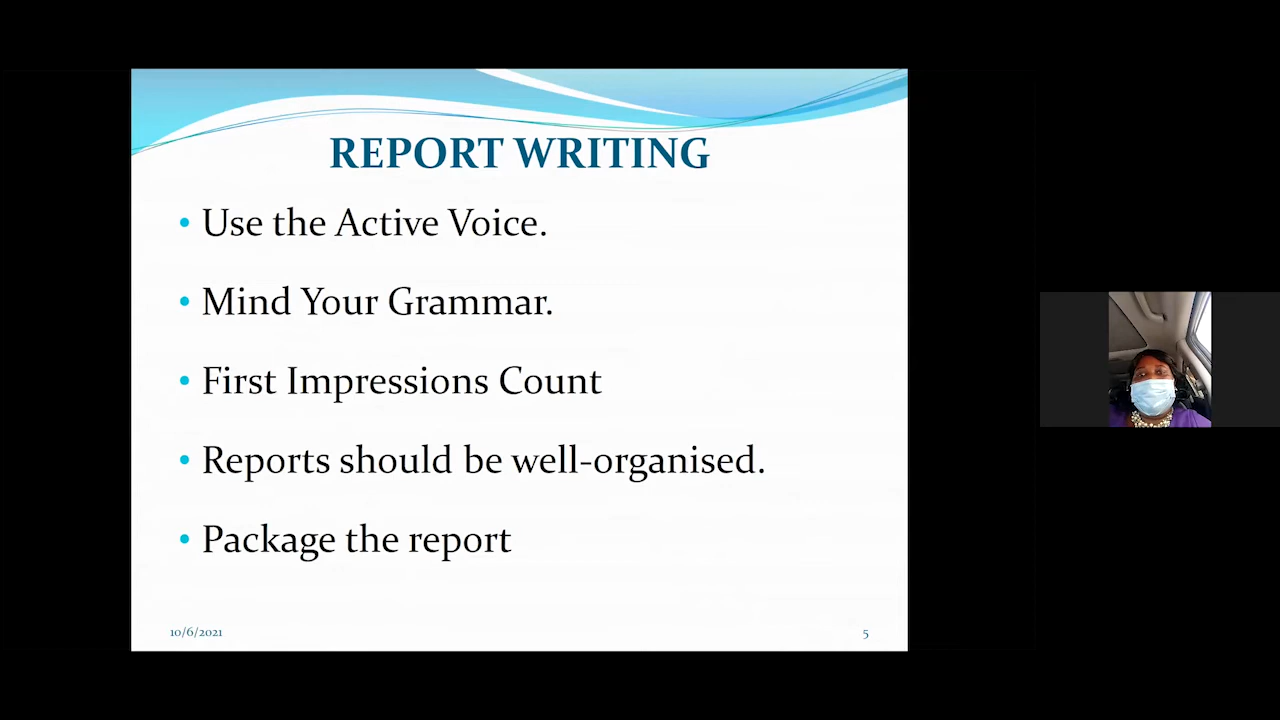 REPORT WRITING
• Use the Active Voice.
• Mind Your Grammar.
• First Impressions Count
• Reports should be well-organised.
• Package the report
10/6/2021
5